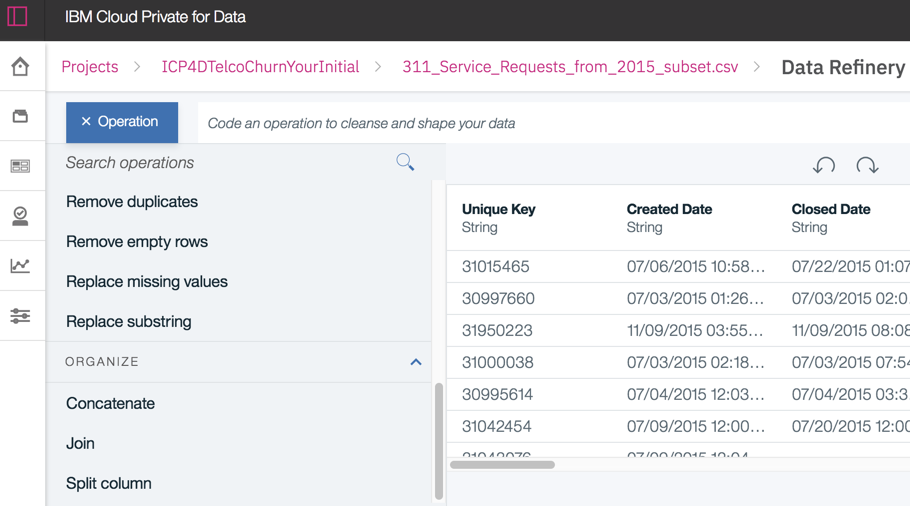 IBM Cloud Private for Data
Projects > ICP4DTelcoChurnYourInitial > 311_Service_Requests_from_2015_subset.csv > Data Refinery
× Operation
Code an operation to cleanse and shape your data
Search operations
Remove duplicates
Remove empty rows
Replace missing values
Replace substring
ORGANIZE
Concatenate
Join
Split column
Unique Key Created Date Closed Date
String String String
31015465 07/06/2015 10:58... 07/22/2015 01:07
30997660 07/03/2015 01:26... 07/03/2015 02:0
31950223 11/09/2015 03:55... 11/09/2015 08:08
31000038 07/03/2015 02:18... 07/03/2015 07:54
30995614 07/04/2015 12:03... 07/04/2015 03:3
31042454 07/09/2015 12:00... 07/20/2015 12:00